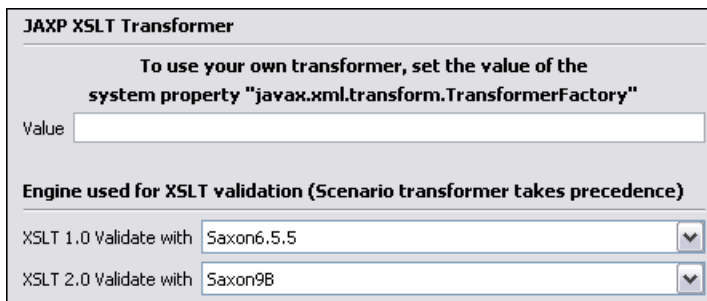 JAXP XSLT Transformer
To use your own transformer, set the value of the
system property "javax.xml.transform.TransformerFactory"
Value
Engine used for XSLT validation (Scenario transformer takes precedence)
XSLT 1.0 Validate with Saxon6.5.5
XSLT 2.0 Validate with Saxon9B